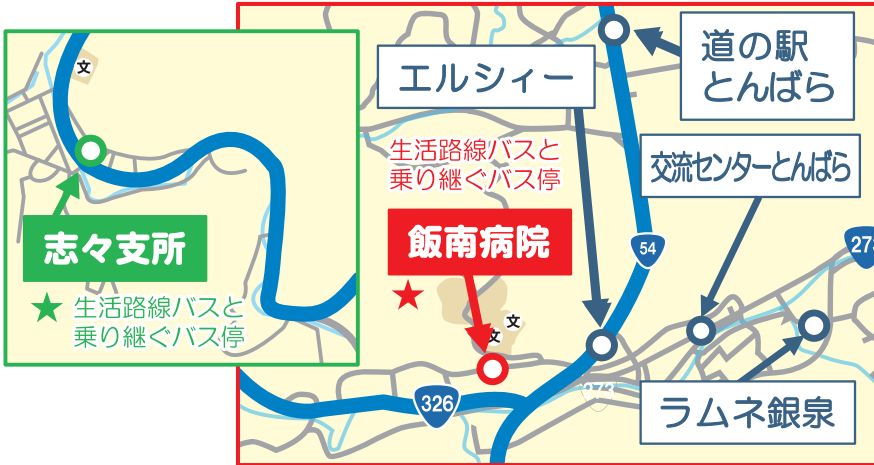 道の駅
とんばら
エルシィー
文
生活路線バスと
乗り継ぐバス停
交流センターとんばら
志々支所
飯南病院
54
★ 生活路線バスと
乗り継ぐバス停
★
文
文
326
ラムネ銀泉